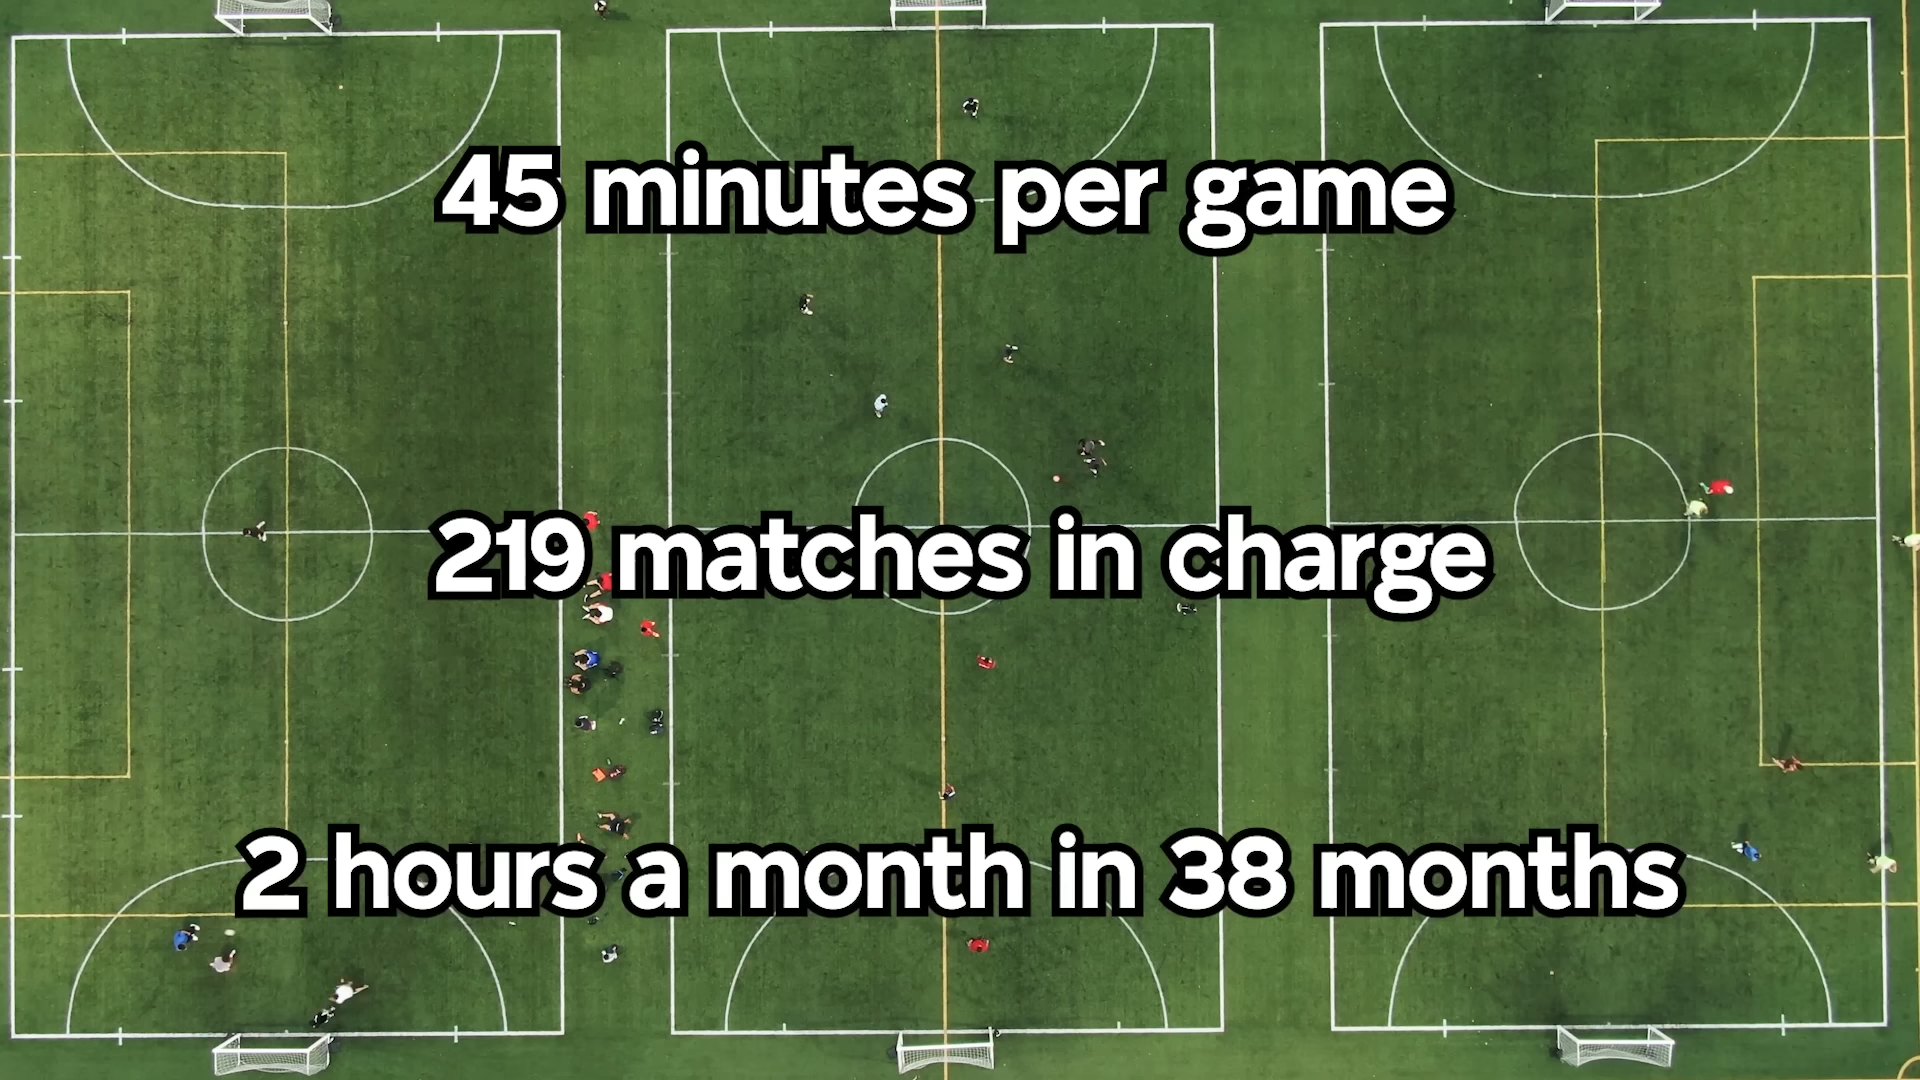 45 minutes per game
219 matches in charge
2 hours a month in 38 months